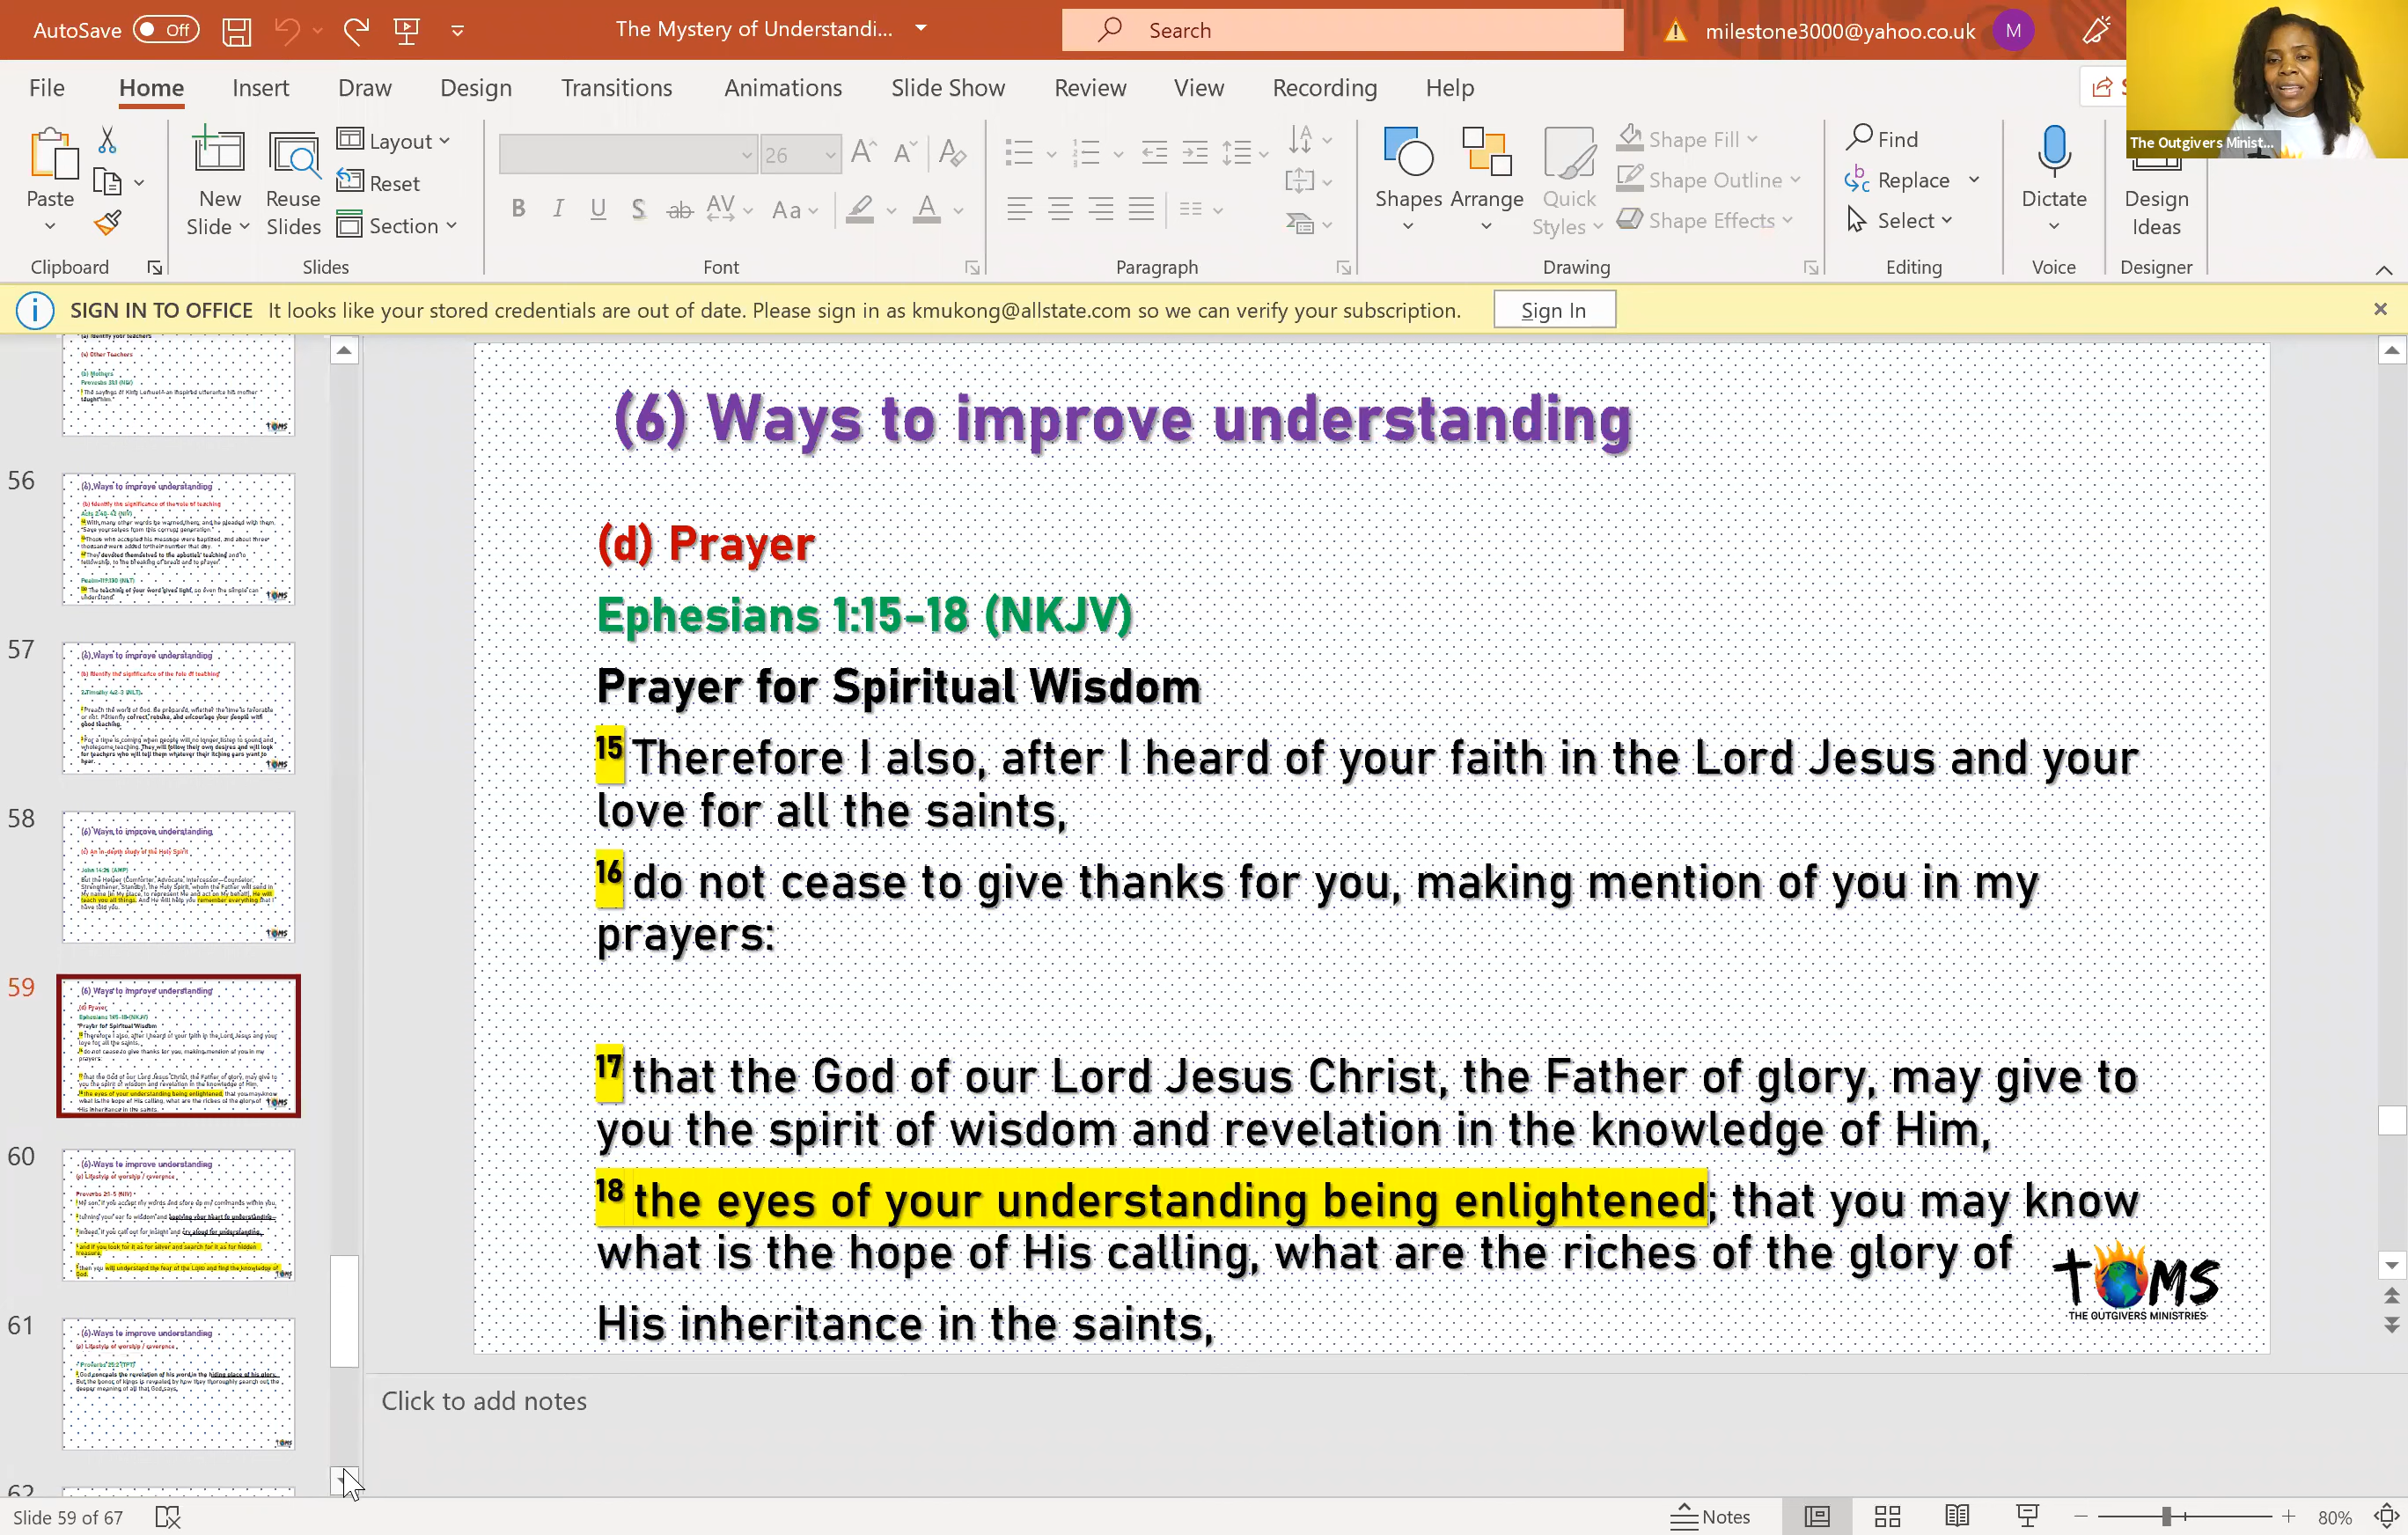 AutoSave Off The Mystery of Understandi... Search milestone3000@yahoo.co.uk M
File Home Insert Draw Design Transitions Animations Slide Show Review View Recording Help
The Outgivers Minist...
Paste
Clipboard
New Slide
Reuse Slides
Layout
Reset
Section
Slides
26
Font
Paragraph
Shapes
Arrange
Quick Styles
Shape Fill
Shape Outline
Shape Effects
Drawing
Find
Replace
Select
Editing
Dictate
Voice
Design Ideas
Designer
SIGN IN TO OFFICE It looks like your stored credentials are out of date. Please sign in as kmukong@allstate.com so we can verify your subscription. Sign In
56
57
58
59
60
61
62
(6) Ways to improve understanding
(d) Prayer
Ephesians 1:15-18 (NKJV)
Prayer for Spiritual Wisdom
15 Therefore I also, after I heard of your faith in the Lord Jesus and your
love for all the saints,
16 do not cease to give thanks for you, making mention of you in my
prayers:
17 that the God of our Lord Jesus Christ, the Father of glory, may give to
you the spirit of wisdom and revelation in the knowledge of Him,
18 the eyes of your understanding being enlightened; that you may know
what is the hope of His calling, what are the riches of the glory of
His inheritance in the saints,
TOMS
THE OUTGIVERS MINISTRIES
Click to add notes
Slide 59 of 67
Notes
80%